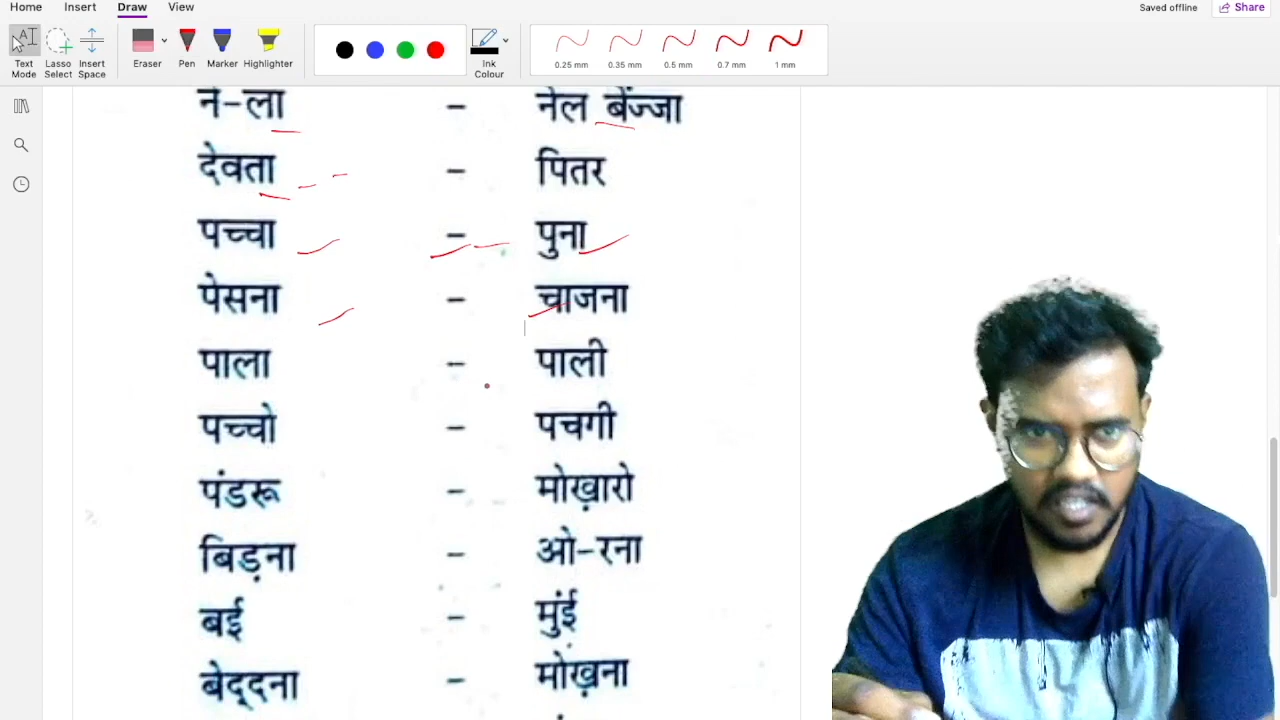 Home Insert Draw View Saved offline Share
Text Mode Lasso Select Insert Space Eraser Pen Marker Highlighter Ink Colour 0.25 mm 0.35 mm 0.5 mm 0.7 mm 1 mm
ने-ला - नेल बेंज्जा
देवता - पितर
पच्चा - पुना
पेसना - चाजना
पाला - पाली
पच्चो - पचगी
पंडरू - मोख़ारो
बिड़ना - ओ-रना
बई - मुंई
बेद्दना - मोख़ना